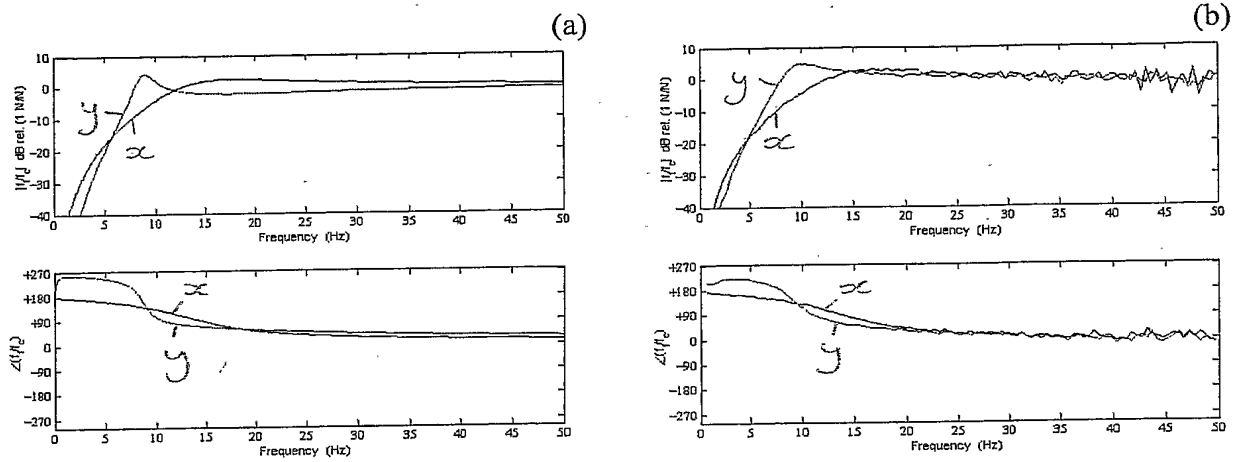 (a)
10
0
−10
−20
−30
−40
|f/f_c| dB rel. (1 N/N)
y
x
0 5 10 15 20 25 30 35 40 45 50
Frequency (Hz)
+270
+180
+90
0
−90
−180
−270
∠(f/f_c)
x
y
0 5 10 15 20 25 30 35 40 45 50
Frequency (Hz)
(b)
10
0
−10
−20
−30
−40
|f/f_c| dB rel. (1 N/N)
y
x
0 5 10 15 20 25 30 35 40 45 50
Frequency (Hz)
+270
+180
+90
0
−90
−180
−270
∠(f/f_c)
x
y
0 5 10 15 20 25 30 35 40 45 50
Frequency (Hz)